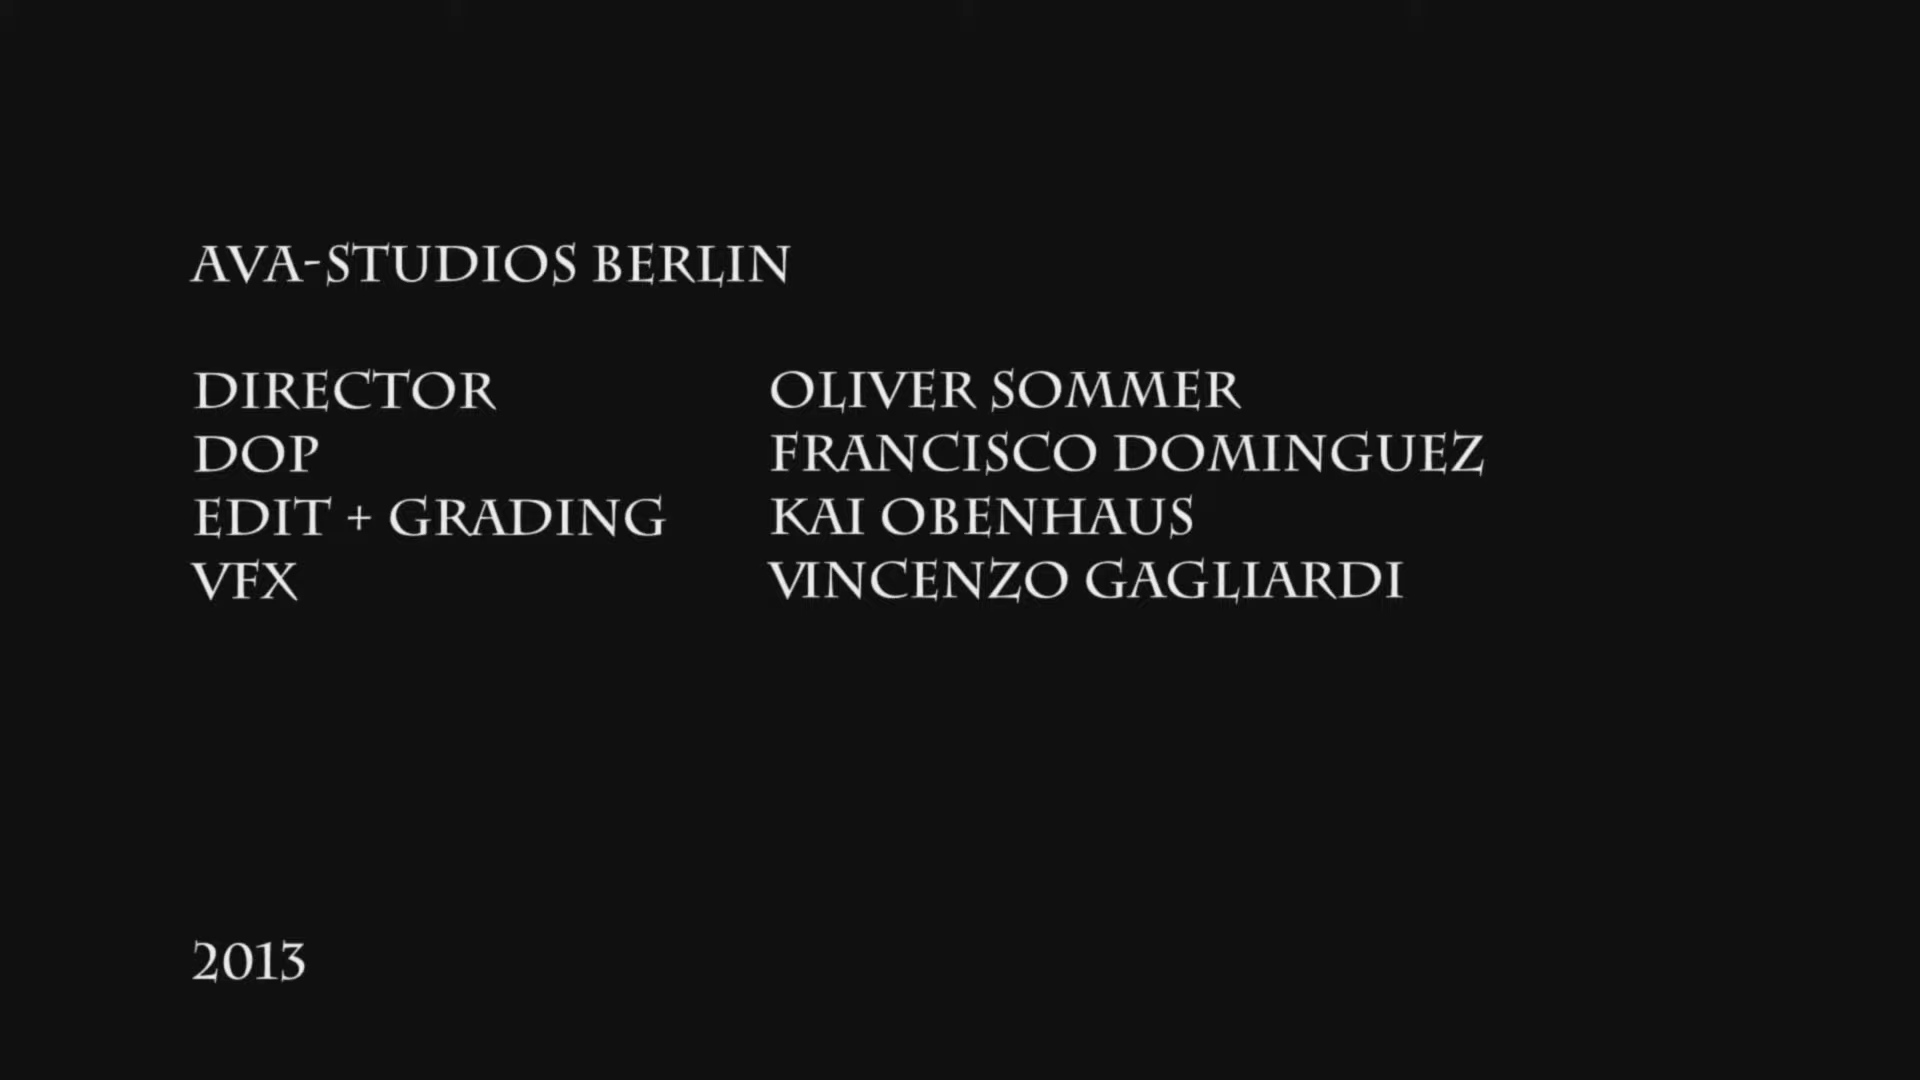 AVA-STUDIOS BERLIN
DIRECTOR OLIVER SOMMER
DOP FRANCISCO DOMINGUEZ
EDIT + GRADING KAI OBENHAUS
VFX VINCENZO GAGLIARDI
2013